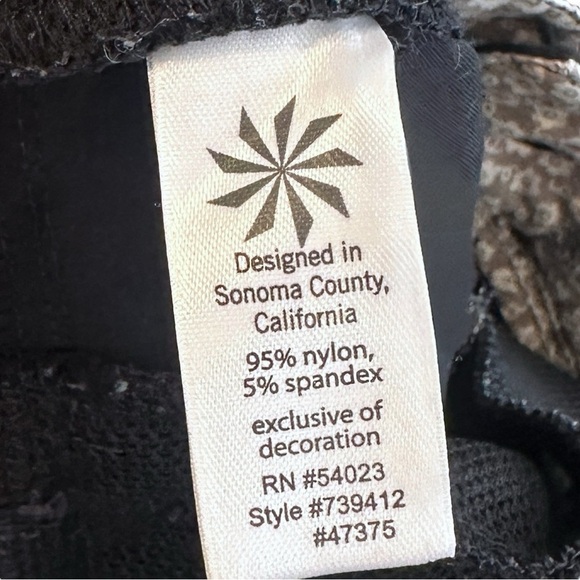 Designed in
Sonoma County,
California
95% nylon,
5% spandex
exclusive of
decoration
RN #54023
Style #739412
#47375